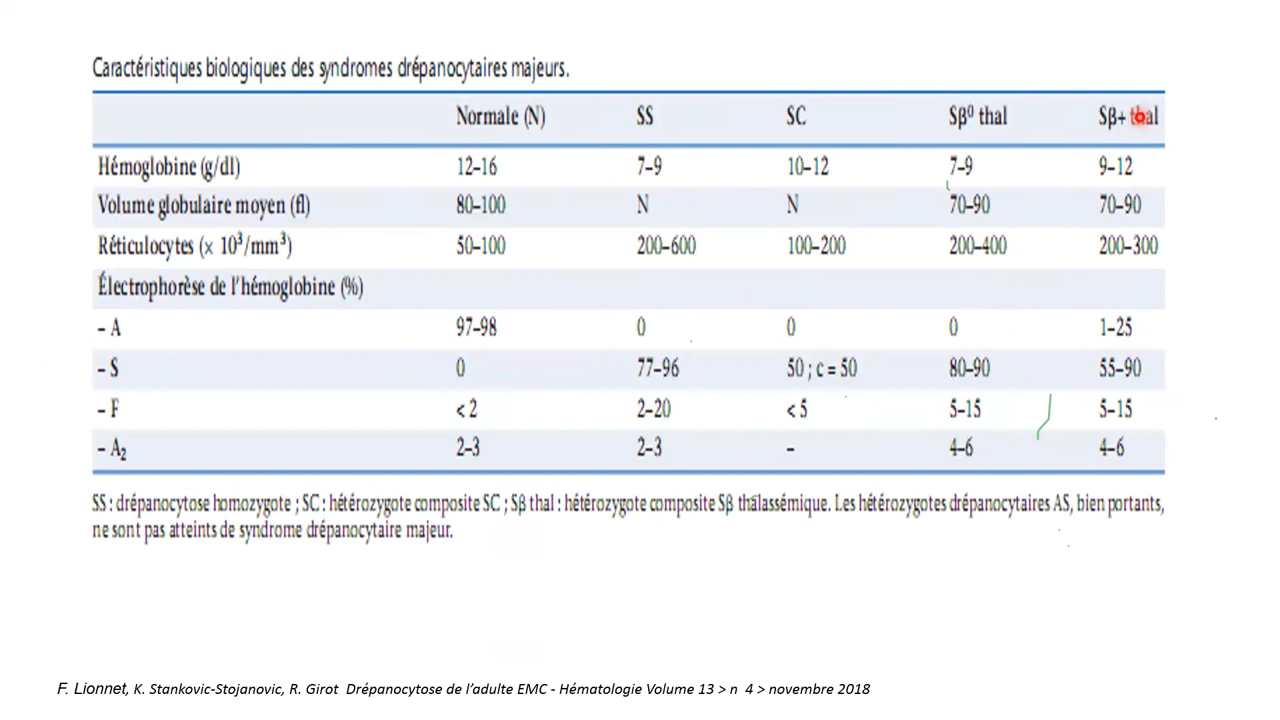 Caractéristiques biologiques des syndromes drépanocytaires majeurs.
Normale (N) SS SC Sβ⁰ thal Sβ+ thal
Hémoglobine (g/dl) 12–16 7–9 10–12 7–9 9–12
Volume globulaire moyen (fl) 80–100 N N 70–90 70–90
Réticulocytes (× 10³/mm³) 50–100 200–600 100–200 200–400 200–300
Électrophorèse de l'hémoglobine (%)
– A 97–98 0 0 0 1–25
– S 0 77–96 50 ; c = 50 80–90 55–90
– F < 2 2–20 < 5 5–15 5–15
– A₂ 2–3 2–3 – 4–6 4–6
SS : drépanocytose homozygote ; SC : hétérozygote composite SC ; Sβ thal : hétérozygote composite Sβ thalassémique. Les hétérozygotes drépanocytaires AS, bien portants,
ne sont pas atteints de syndrome drépanocytaire majeur.
F. Lionnet, K. Stankovic-Stojanovic, R. Girot Drépanocytose de l'adulte EMC - Hématologie Volume 13 > n 4 > novembre 2018